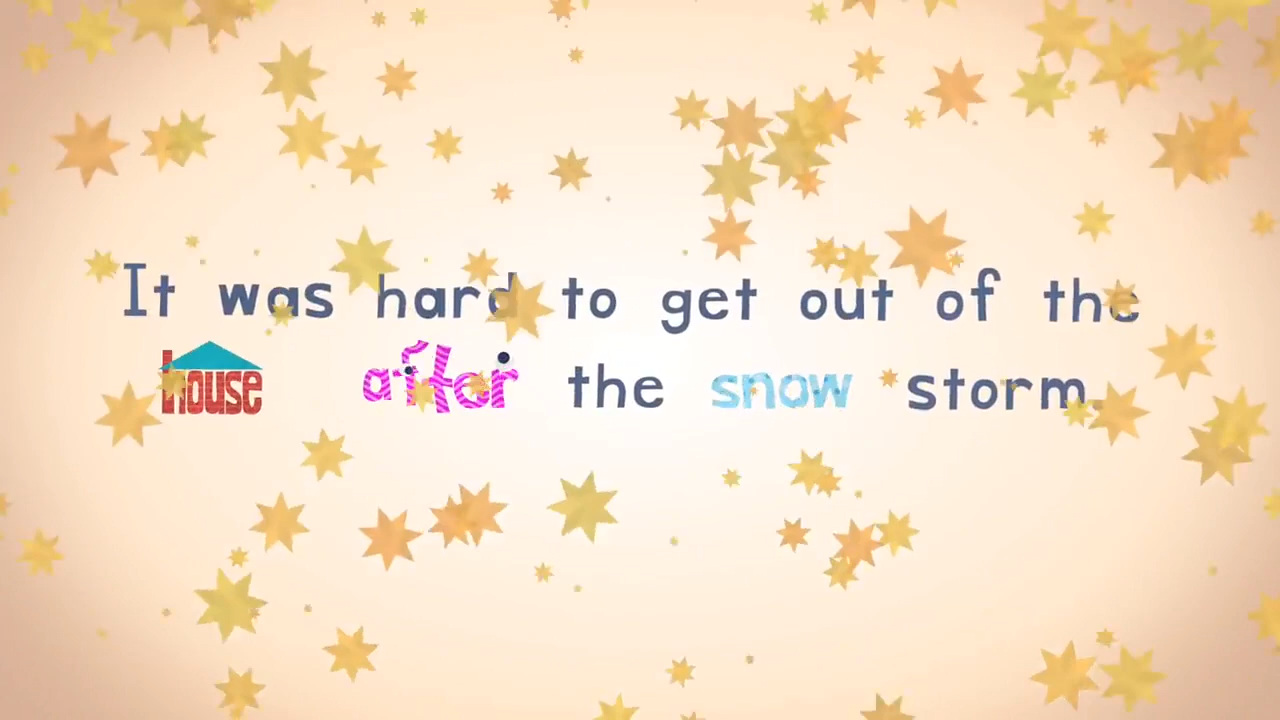 It was hard to get out of the
house after the snow storm.